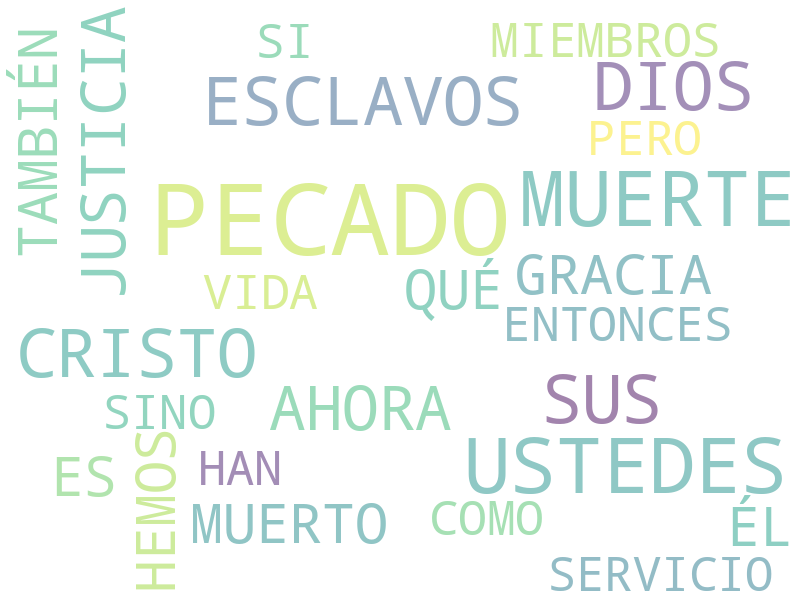 TAMBIÉN
JUSTICIA
SI
MIEMBROS
ESCLAVOS
DIOS
PERO
PECADO
MUERTE
VIDA
QUÉ
GRACIA
ENTONCES
CRISTO
SINO
AHORA
SUS
USTEDES
ES
HEMOS
HAN
MUERTO
COMO
ÉL
SERVICIO